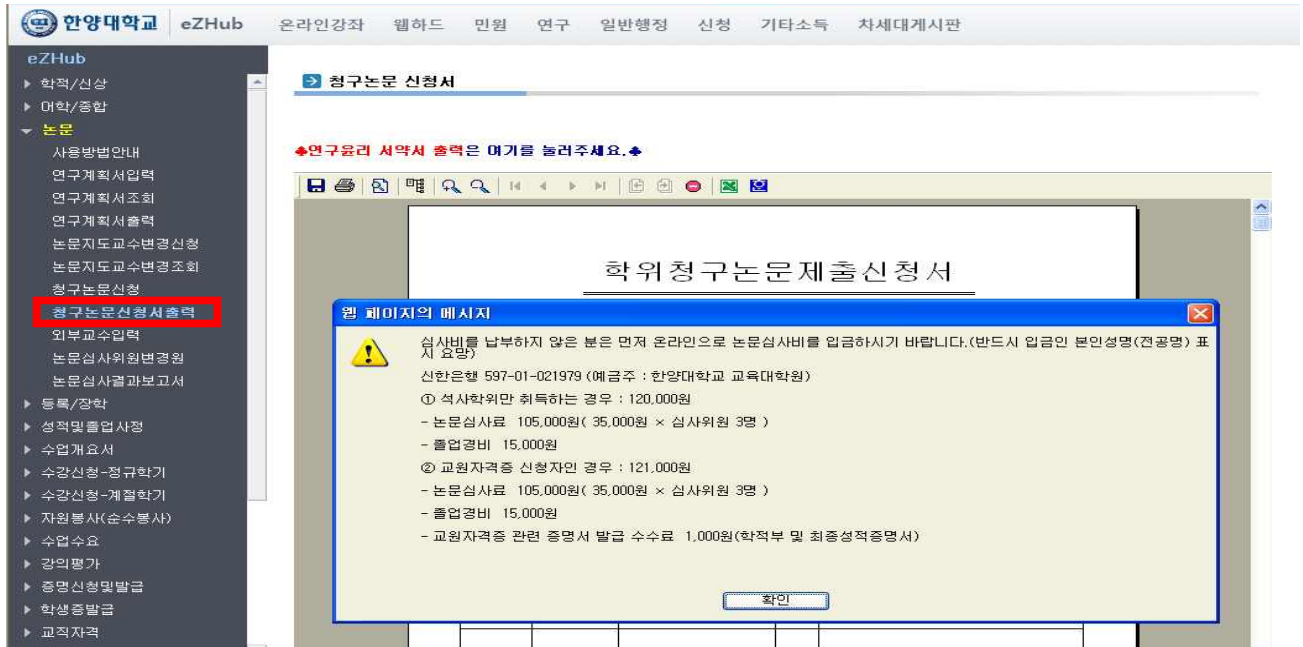 한양대학교 eZHub 온라인강좌 웹하드 민원 연구 일반행정 신청 기타소득 차세대게시판
eZHub
학적/신상
어학/종합
논문
사용방법안내
연구계획서입력
연구계획서조회
연구계획서출력
논문지도교수변경신청
논문지도교수변경조회
청구논문신청
청구논문신청서출력
외부교수입력
논문심사위원변경원
논문심사결과보고서
등록/장학
성적및졸업사정
수업개요서
수강신청-정규학기
수강신청-계절학기
자원봉사(순수봉사)
수업수요
강의평가
증명신청및발급
학생증발급
교직자격
청구논문 신청서
♣연구윤리 서약서 출력은 여기를 눌러주세요.♣
학위청구논문제출신청서
웹 페이지의 메시지
심사비를 납부하지 않은 분은 먼저 온라인으로 논문심사비를 입금하시기 바랍니다.(반드시 입금인 본인성명(전공명) 표
시 요망)
신한은행 597-01-021979 (예금주 : 한양대학교 교육대학원)
① 석사학위만 취득하는 경우 : 120,000원
- 논문심사료 105,000원( 35,000원 × 심사위원 3명 )
- 졸업경비 15,000원
② 교원자격증 신청자인 경우 : 121,000원
- 논문심사료 105,000원( 35,000원 × 심사위원 3명 )
- 졸업경비 15,000원
- 교원자격증 관련 증명서 발급 수수료 1,000원(학적부 및 최종성적증명서)
확인